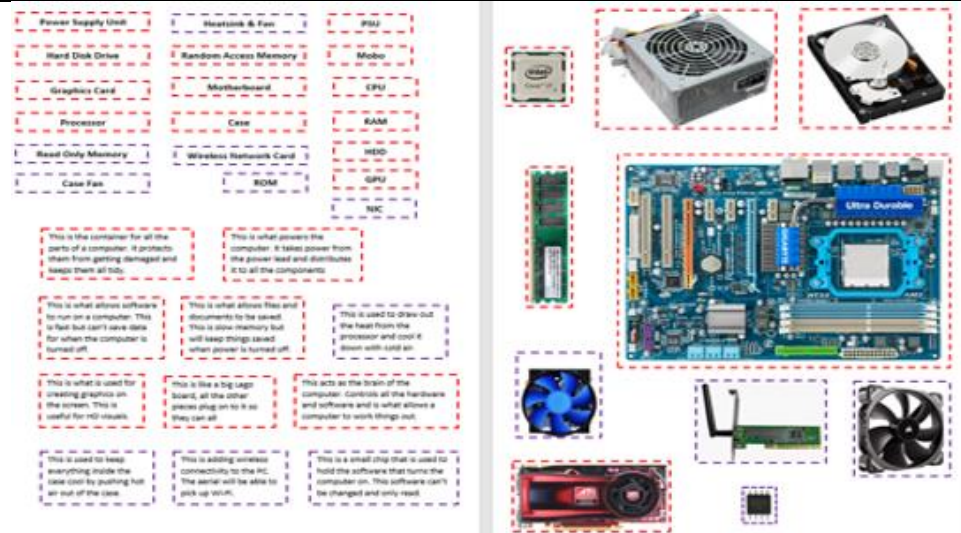 Power Supply Unit
Heatsink & Fan
PSU
Hard Disk Drive
Random Access Memory
Mobo
Graphics Card
Motherboard
CPU
Processor
Case
RAM
Read Only Memory
Wireless Network Card
HDD
Case Fan
ROM
GPU
NIC
This is the container for all the
parts of a computer. It protects
them from getting damaged and
keeps them all tidy.
This is what powers the
computer. It takes power from
the power lead and distributes
it to all the components
This is what allows software
to run on a computer. This
is fast but can't save data
for when the computer is
turned off.
This is what allows files and
documents to be saved.
This is slow memory but
will keep things saved
when power is turned off.
This is used to draw out
the heat from the
processor and cool it
down with cold air.
This is what is used for
creating graphics on
the screen. This is
useful for HD visuals.
This is like a big Lego
board, all the other
pieces plug on to it so
they can all
This acts as the brain of the
computer. Controls all the hardware
and software and is what allows a
computer to work things out.
This is used to keep
everything inside the
case cool by pushing hot
air out of the case.
This is adding wireless
connectivity to the PC.
The aerial will be able to
pick up Wi-Fi.
This is a small chip that is used to
hold the software that turns the
computer on. This software can't
be changed and only read.
intel
Ultra Durable